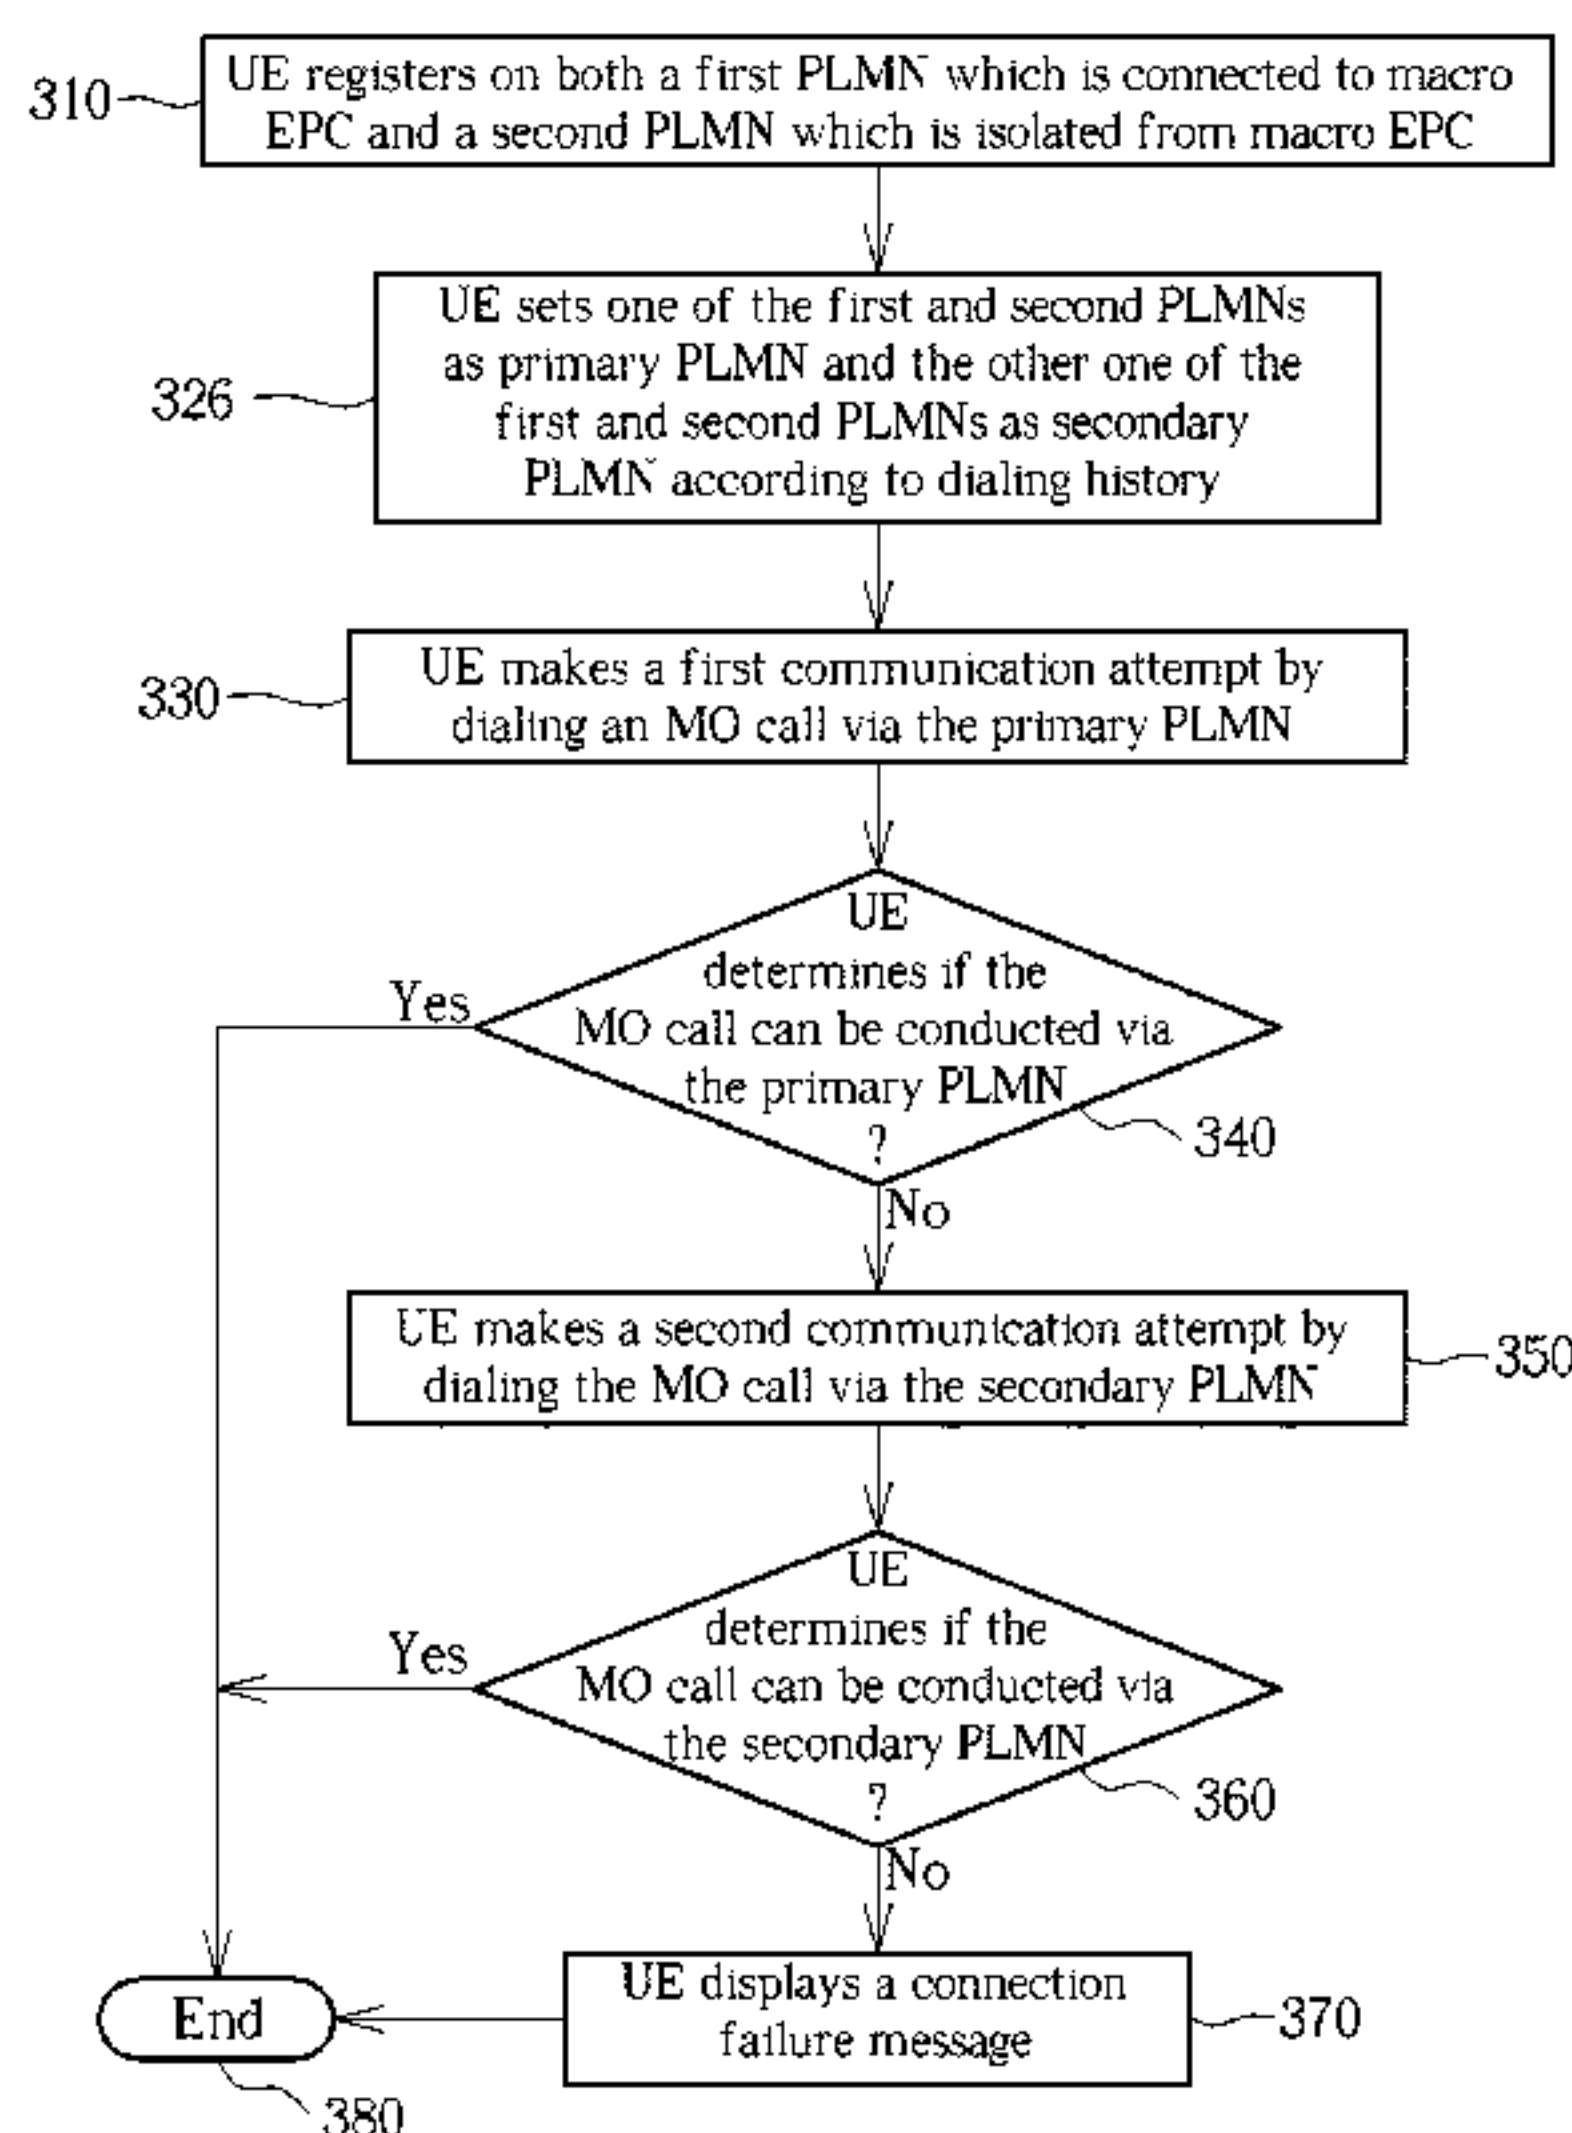 310
UE registers on both a first PLMN which is connected to macro
EPC and a second PLMN which is isolated from macro EPC
326
UE sets one of the first and second PLMNs
as primary PLMN and the other one of the
first and second PLMNs as secondary
PLMN according to dialing history
330
UE makes a first communication attempt by
dialing an MO call via the primary PLMN
UE
determines if the
MO call can be conducted via
the primary PLMN
?
Yes
340
No
UE makes a second communication attempt by
dialing the MO call via the secondary PLMN
350
UE
determines if the
MO call can be conducted via
the secondary PLMN
?
Yes
360
No
UE displays a connection
failure message
370
End
380